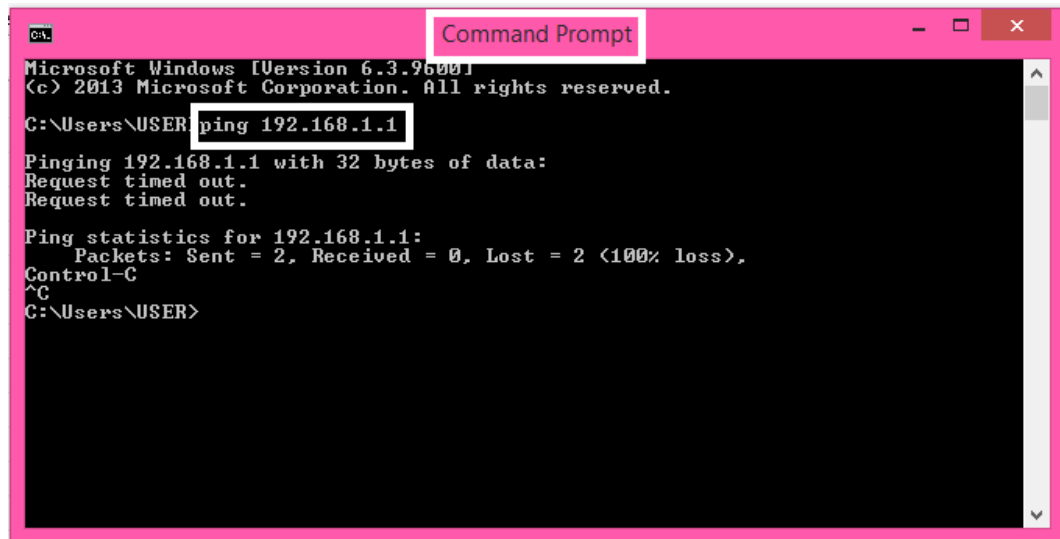 Command Prompt
Microsoft Windows [Version 6.3.9600]
(c) 2013 Microsoft Corporation. All rights reserved.
C:\Users\USER>ping 192.168.1.1
Pinging 192.168.1.1 with 32 bytes of data:
Request timed out.
Request timed out.
Ping statistics for 192.168.1.1:
Packets: Sent = 2, Received = 0, Lost = 2 (100% loss),
Control-C
^C
C:\Users\USER>